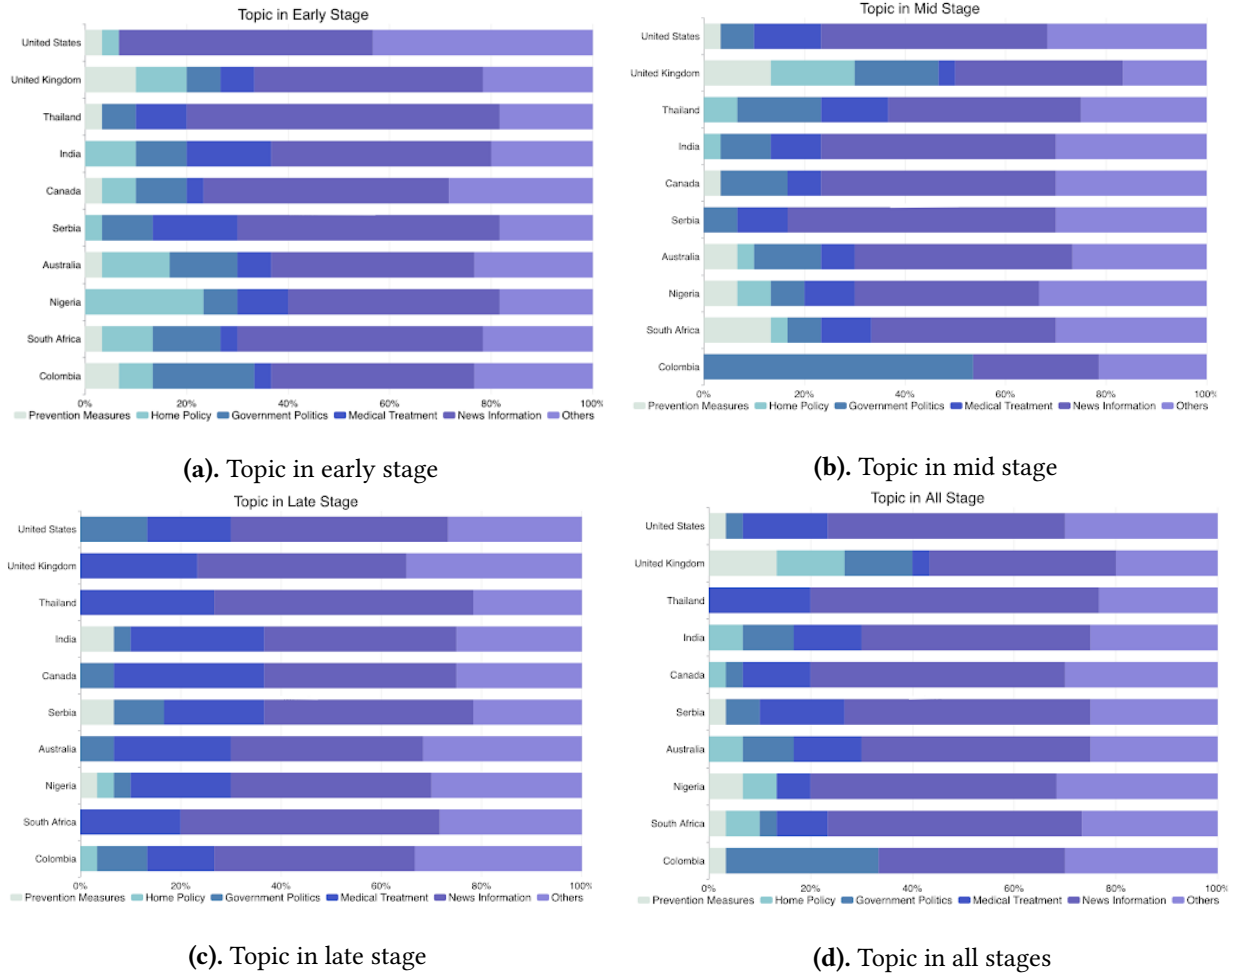 Topic in Early Stage
United States
United Kingdom
Thailand
India
Canada
Serbia
Australia
Nigeria
South Africa
Colombia
0% 20% 40% 60% 80% 100%
Prevention Measures Home Policy Government Politics Medical Treatment News Information Others
(a). Topic in early stage
Topic in Mid Stage
United States
United Kingdom
Thailand
India
Canada
Serbia
Australia
Nigeria
South Africa
Colombia
0% 20% 40% 60% 80% 100%
Prevention Measures Home Policy Government Politics Medical Treatment News Information Others
(b). Topic in mid stage
Topic in Late Stage
United States
United Kingdom
Thailand
India
Canada
Serbia
Australia
Nigeria
South Africa
Colombia
0% 20% 40% 60% 80% 100%
Prevention Measures Home Policy Government Politics Medical Treatment News Information Others
(c). Topic in late stage
Topic in All Stage
United States
United Kingdom
Thailand
India
Canada
Serbia
Australia
Nigeria
South Africa
Colombia
0% 20% 40% 60% 80% 100%
Prevention Measures Home Policy Government Politics Medical Treatment News Information Others
(d). Topic in all stages